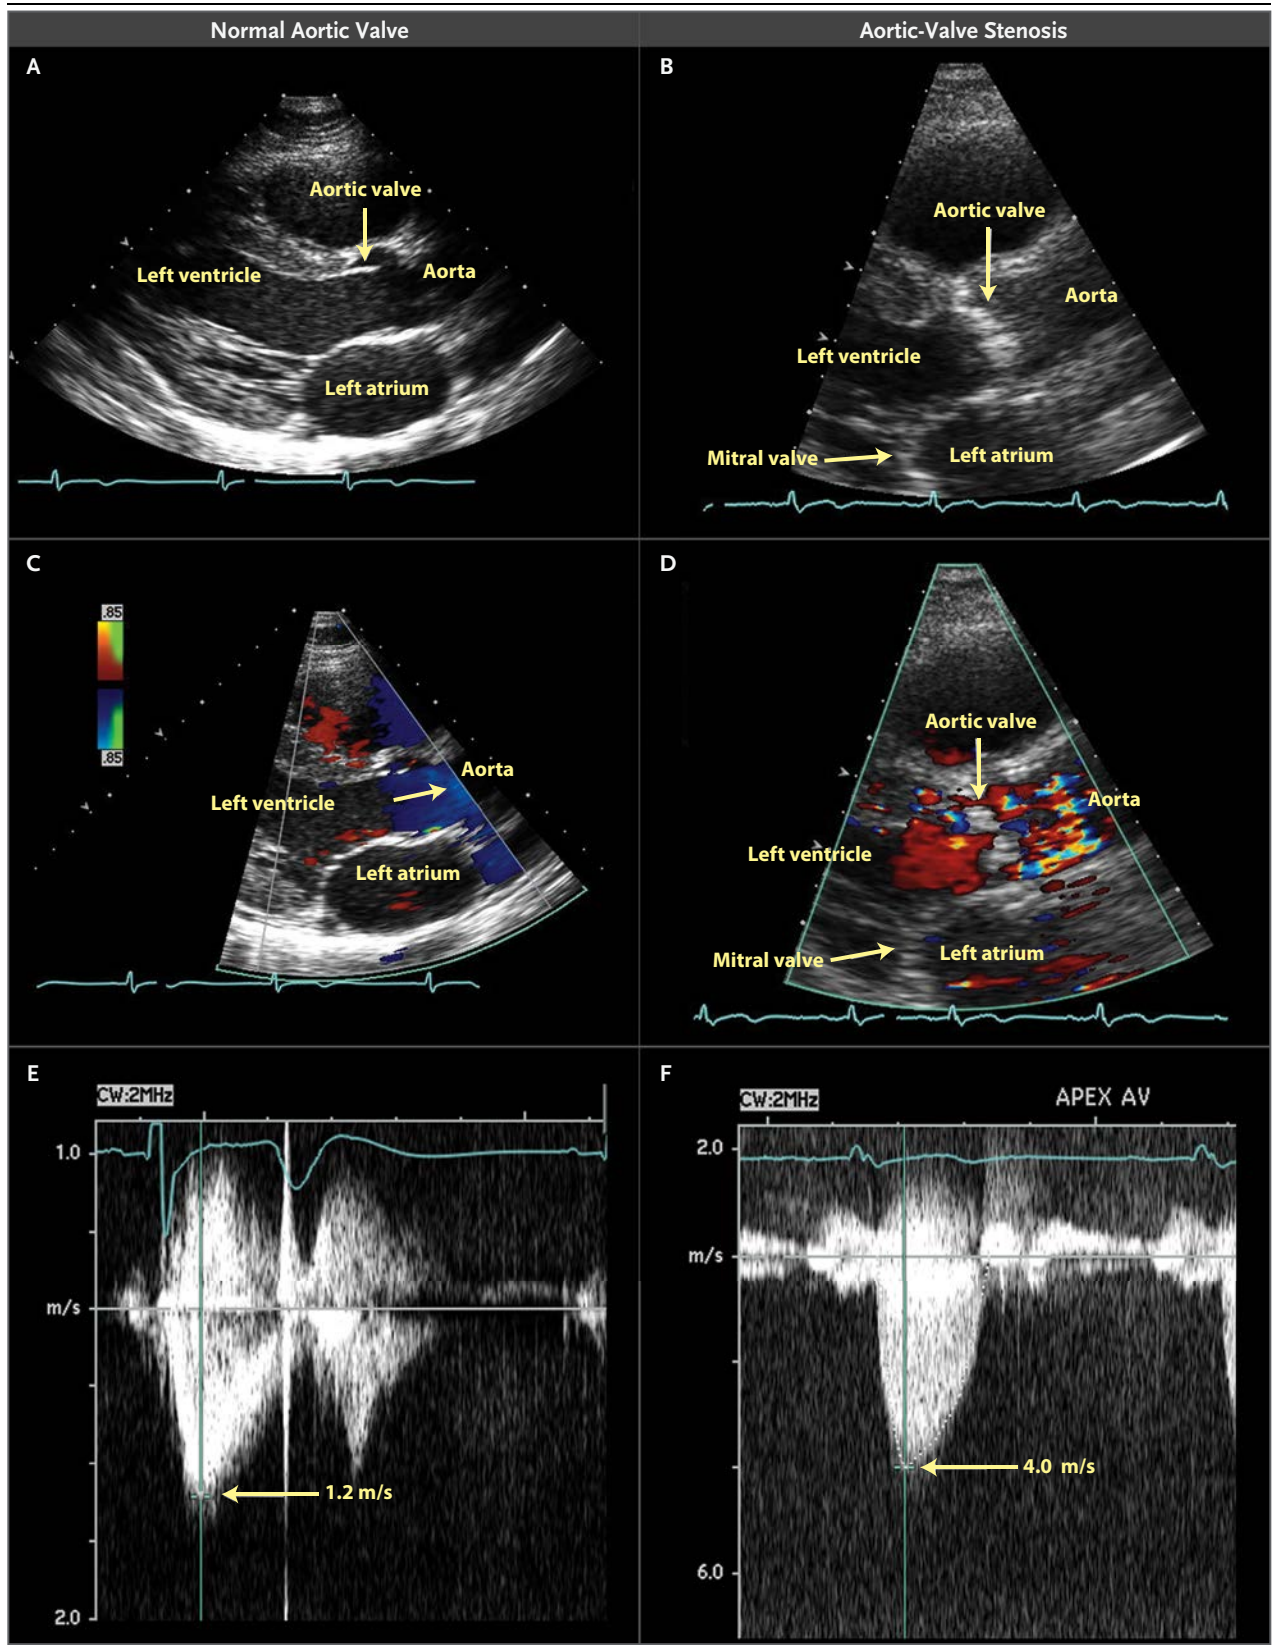 Normal Aortic Valve
Aortic-Valve Stenosis
A
Aortic valve
Left ventricle
Aorta
Left atrium
B
Aortic valve
Aorta
Left ventricle
Mitral valve
Left atrium
C
.85
.85
Aorta
Left ventricle
Left atrium
D
Aortic valve
Aorta
Left ventricle
Mitral valve
Left atrium
E
CW:2MHz
1.0
m/s
1.2 m/s
2.0
F
CW:2MHz
APEX AV
2.0
m/s
4.0 m/s
6.0